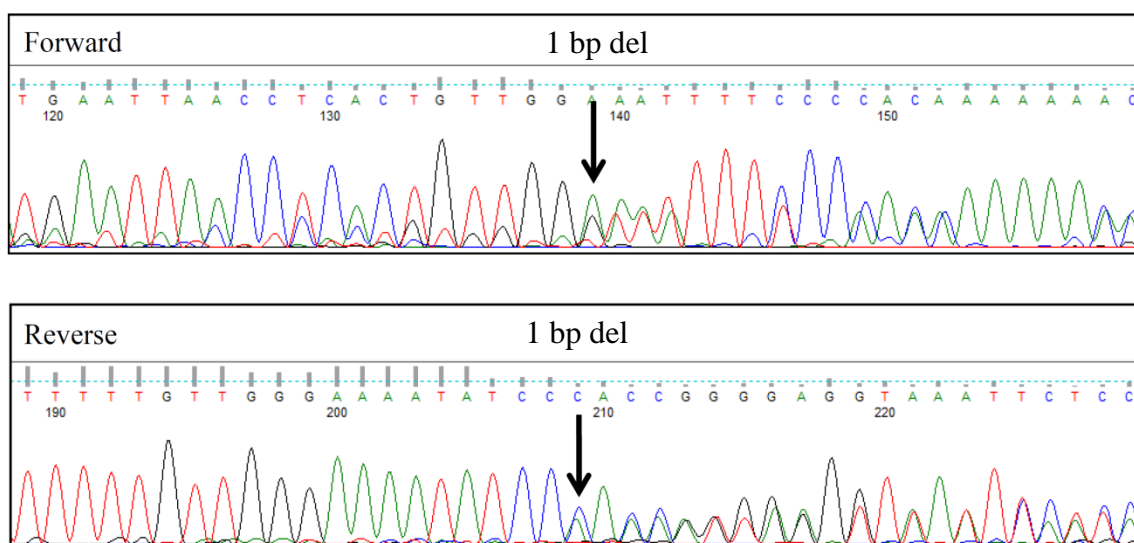 Forward
1 bp del
T G A A T T A A C C T C A C T G T T G G A A A T T T T C C C C A C A A A A A A A C
120 130 140 150
Reverse
1 bp del
T T T T T G T T G G G A A A A T A T C C C A C C G G G G A G G T A A A T T C T C C
190 200 210 220